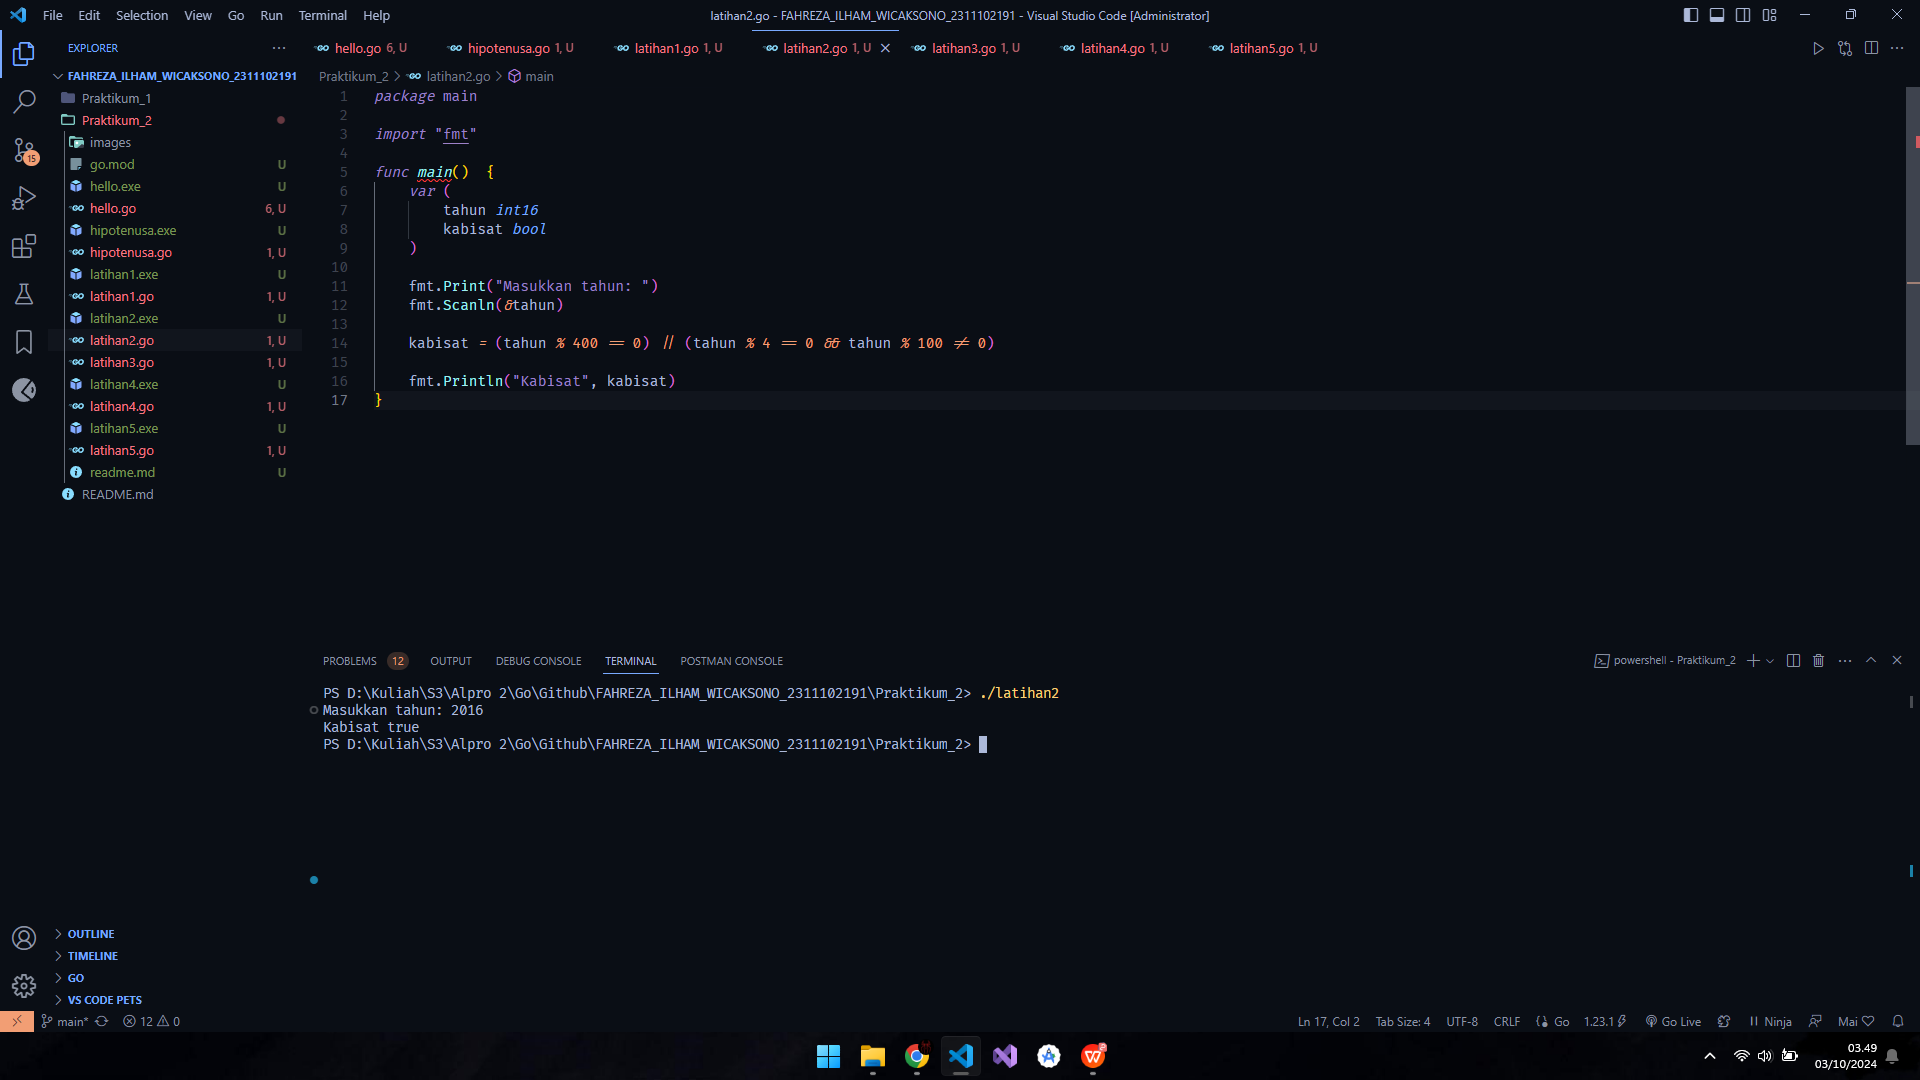 File Edit Selection View Go Run Terminal Help
latihan2.go - FAHREZA_ILHAM_WICAKSONO_2311102191 - Visual Studio Code [Administrator]
EXPLORER
hello.go 6, U hipotenusa.go 1, U latihan1.go 1, U latihan2.go 1, U latihan3.go 1, U latihan4.go 1, U latihan5.go 1, U
FAHREZA_ILHAM_WICAKSONO_2311102191
Praktikum_1
Praktikum_2
images
go.mod U
hello.exe U
hello.go 6, U
hipotenusa.exe U
hipotenusa.go 1, U
latihan1.exe U
latihan1.go 1, U
latihan2.exe U
latihan2.go 1, U
latihan3.go 1, U
latihan4.exe U
latihan4.go 1, U
latihan5.exe U
latihan5.go 1, U
readme.md U
README.md
15
Praktikum_2 > latihan2.go > main
1 package main
2
3 import "fmt"
4
5 func main()  {
6 var (
7 tahun int16
8 kabisat bool
9 )
10
11 fmt.Print("Masukkan tahun: ")
12 fmt.Scanln(&tahun)
13
14 kabisat = (tahun % 400 == 0) || (tahun % 4 == 0 && tahun % 100 != 0)
15
16 fmt.Println("Kabisat", kabisat)
17 }
PROBLEMS 12 OUTPUT DEBUG CONSOLE TERMINAL POSTMAN CONSOLE
powershell - Praktikum_2
PS D:\Kuliah\S3\Alpro 2\Go\Github\FAHREZA_ILHAM_WICAKSONO_2311102191\Praktikum_2> ./latihan2
Masukkan tahun: 2016
Kabisat true
PS D:\Kuliah\S3\Alpro 2\Go\Github\FAHREZA_ILHAM_WICAKSONO_2311102191\Praktikum_2>
OUTLINE
TIMELINE
GO
VS CODE PETS
main* 12 0
Ln 17, Col 2 Tab Size: 4 UTF-8 CRLF Go 1.23.1 Go Live Ninja Mai
03.49
03/10/2024